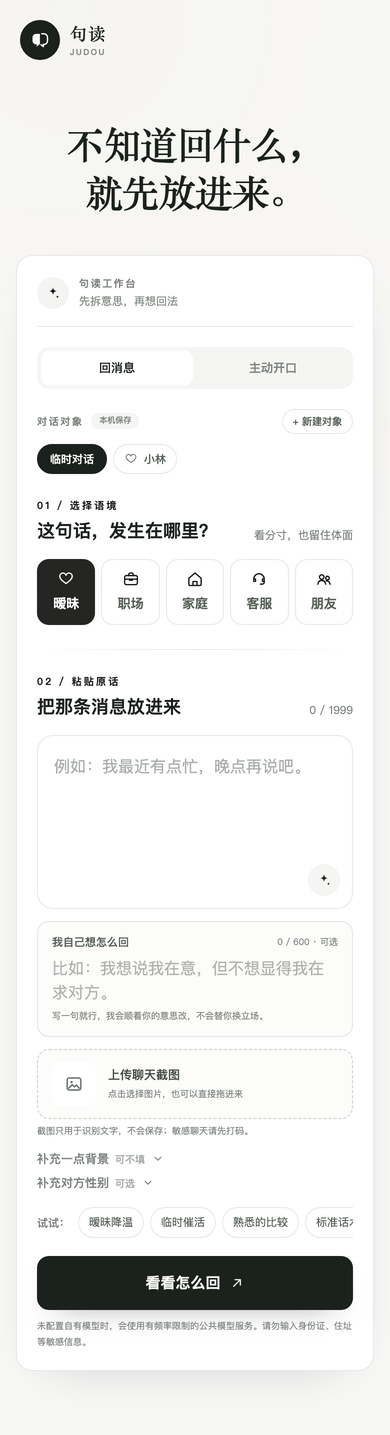 句读
JUDOU
不知道回什么，
就先放进来。
句读工作台
先拆意思，再想回法
回消息 主动开口
对话对象 本机保存 + 新建对象
临时对话 小林
01 / 选择语境
这句话，发生在哪里？ 看分寸，也留住体面
暧昧 职场 家庭 客服 朋友
02 / 粘贴原话
把那条消息放进来 0 / 1999
例如：我最近有点忙，晚点再说吧。
我自己想怎么回 0 / 600 · 可选
比如：我想说我在意，但不想显得我在
求对方。
写一句就行，我会顺着你的意思改，不会替你换立场。
上传聊天截图
点击选择图片，也可以直接拖进来
截图只用于识别文字，不会保存；敏感聊天请先打码。
补充一点背景 可不填
补充对方性别 可选
试试： 暧昧降温 临时催活 熟悉的比较 标准话
看看怎么回
未配置自有模型时，会使用有频率限制的公共模型服务。请勿输入身份证、住址
等敏感信息。